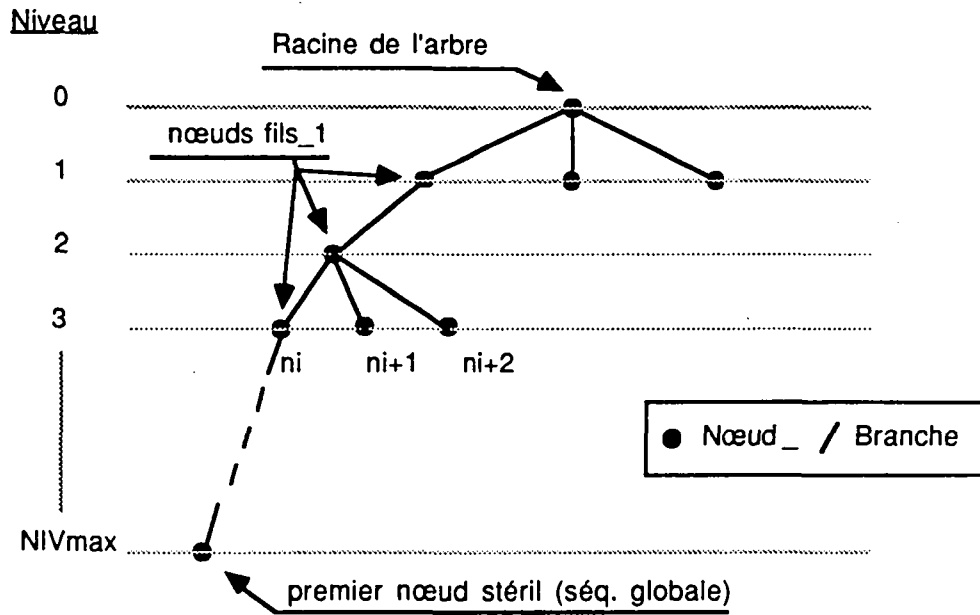 Niveau
Racine de l'arbre
0
nœuds fils_1
1
2
3
ni ni+1 ni+2
● Nœud_ / Branche
NIVmax
premier nœud stéril (séq. globale)